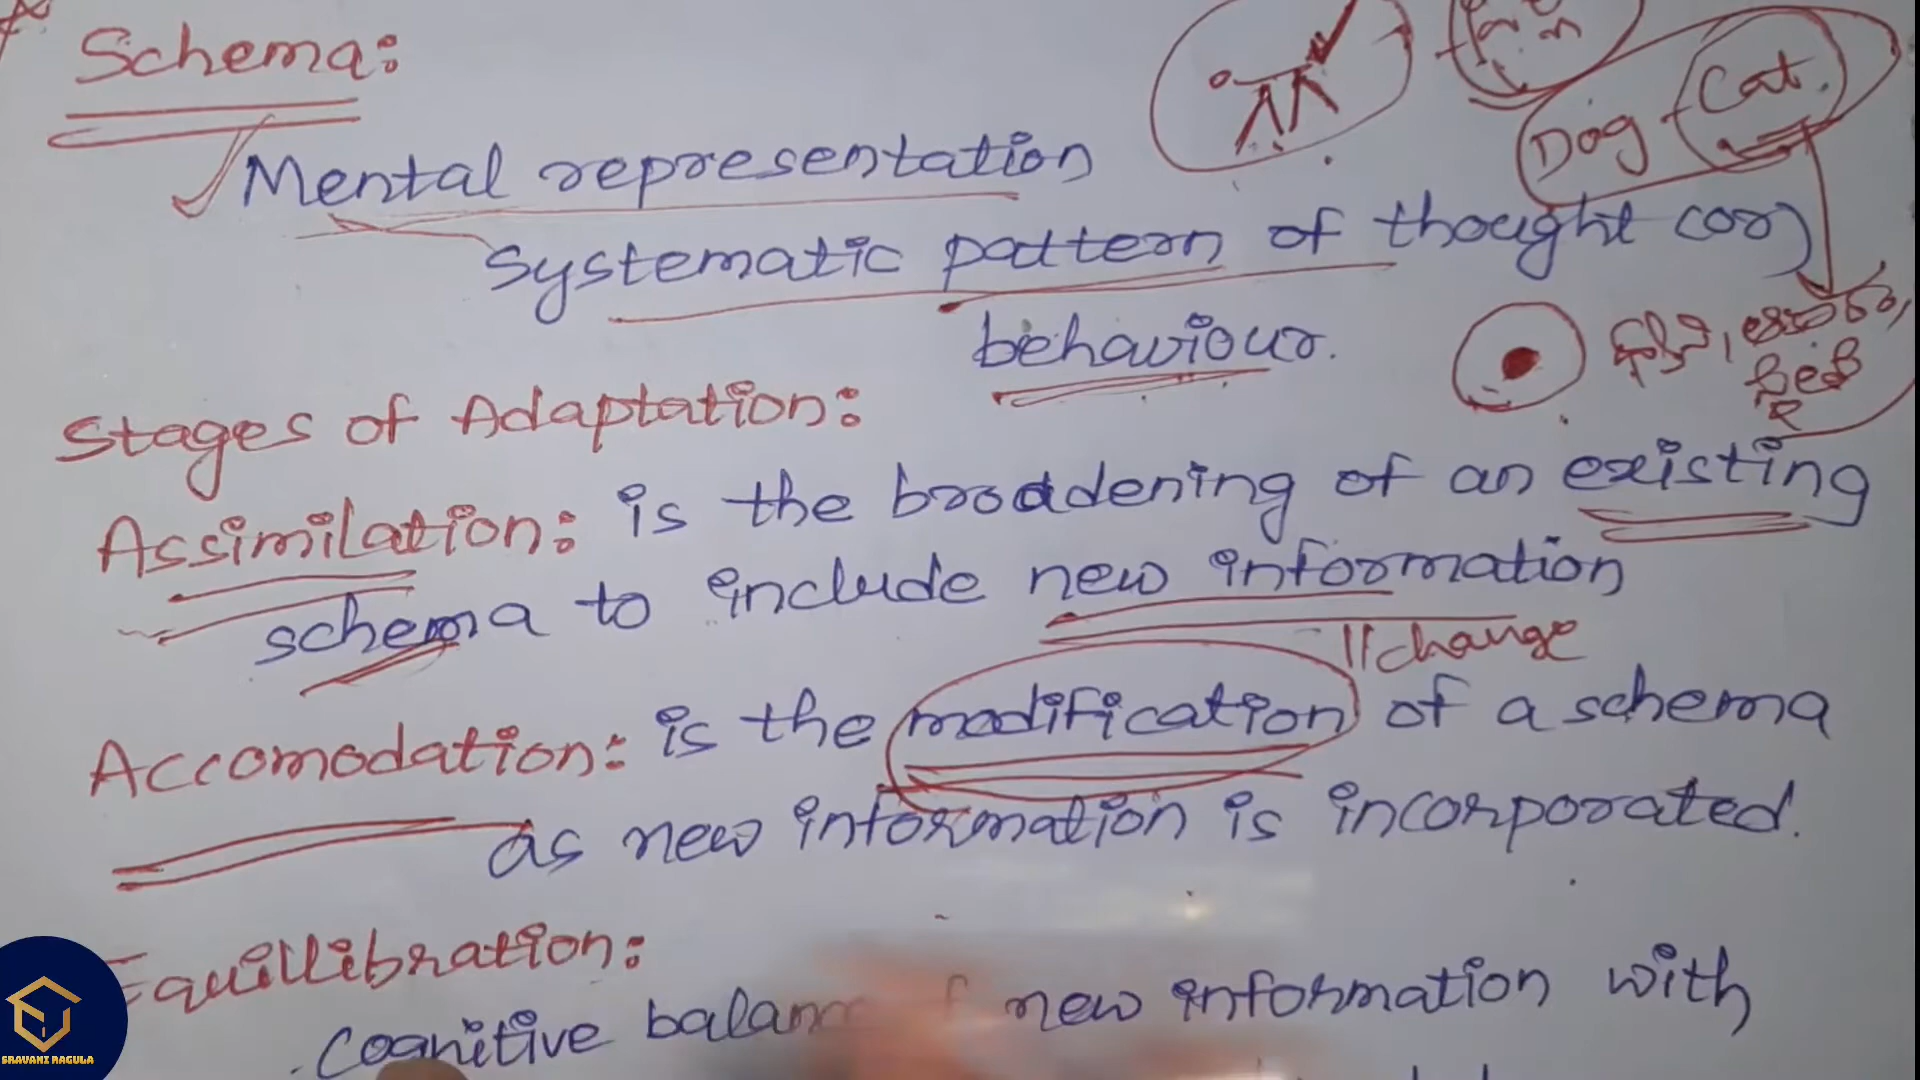 Schema:
Dog Cat.
Mental representation
systematic pattern of thought (or)
behaviour.
Stages of Adaptation:
Assimilation: is the broadening of an existing
schema to include new information
change
Accomodation: is the modification of a schema
as new information is incorporated.
Equillibration:
cognitive new information with
SRAVANI RAGULA